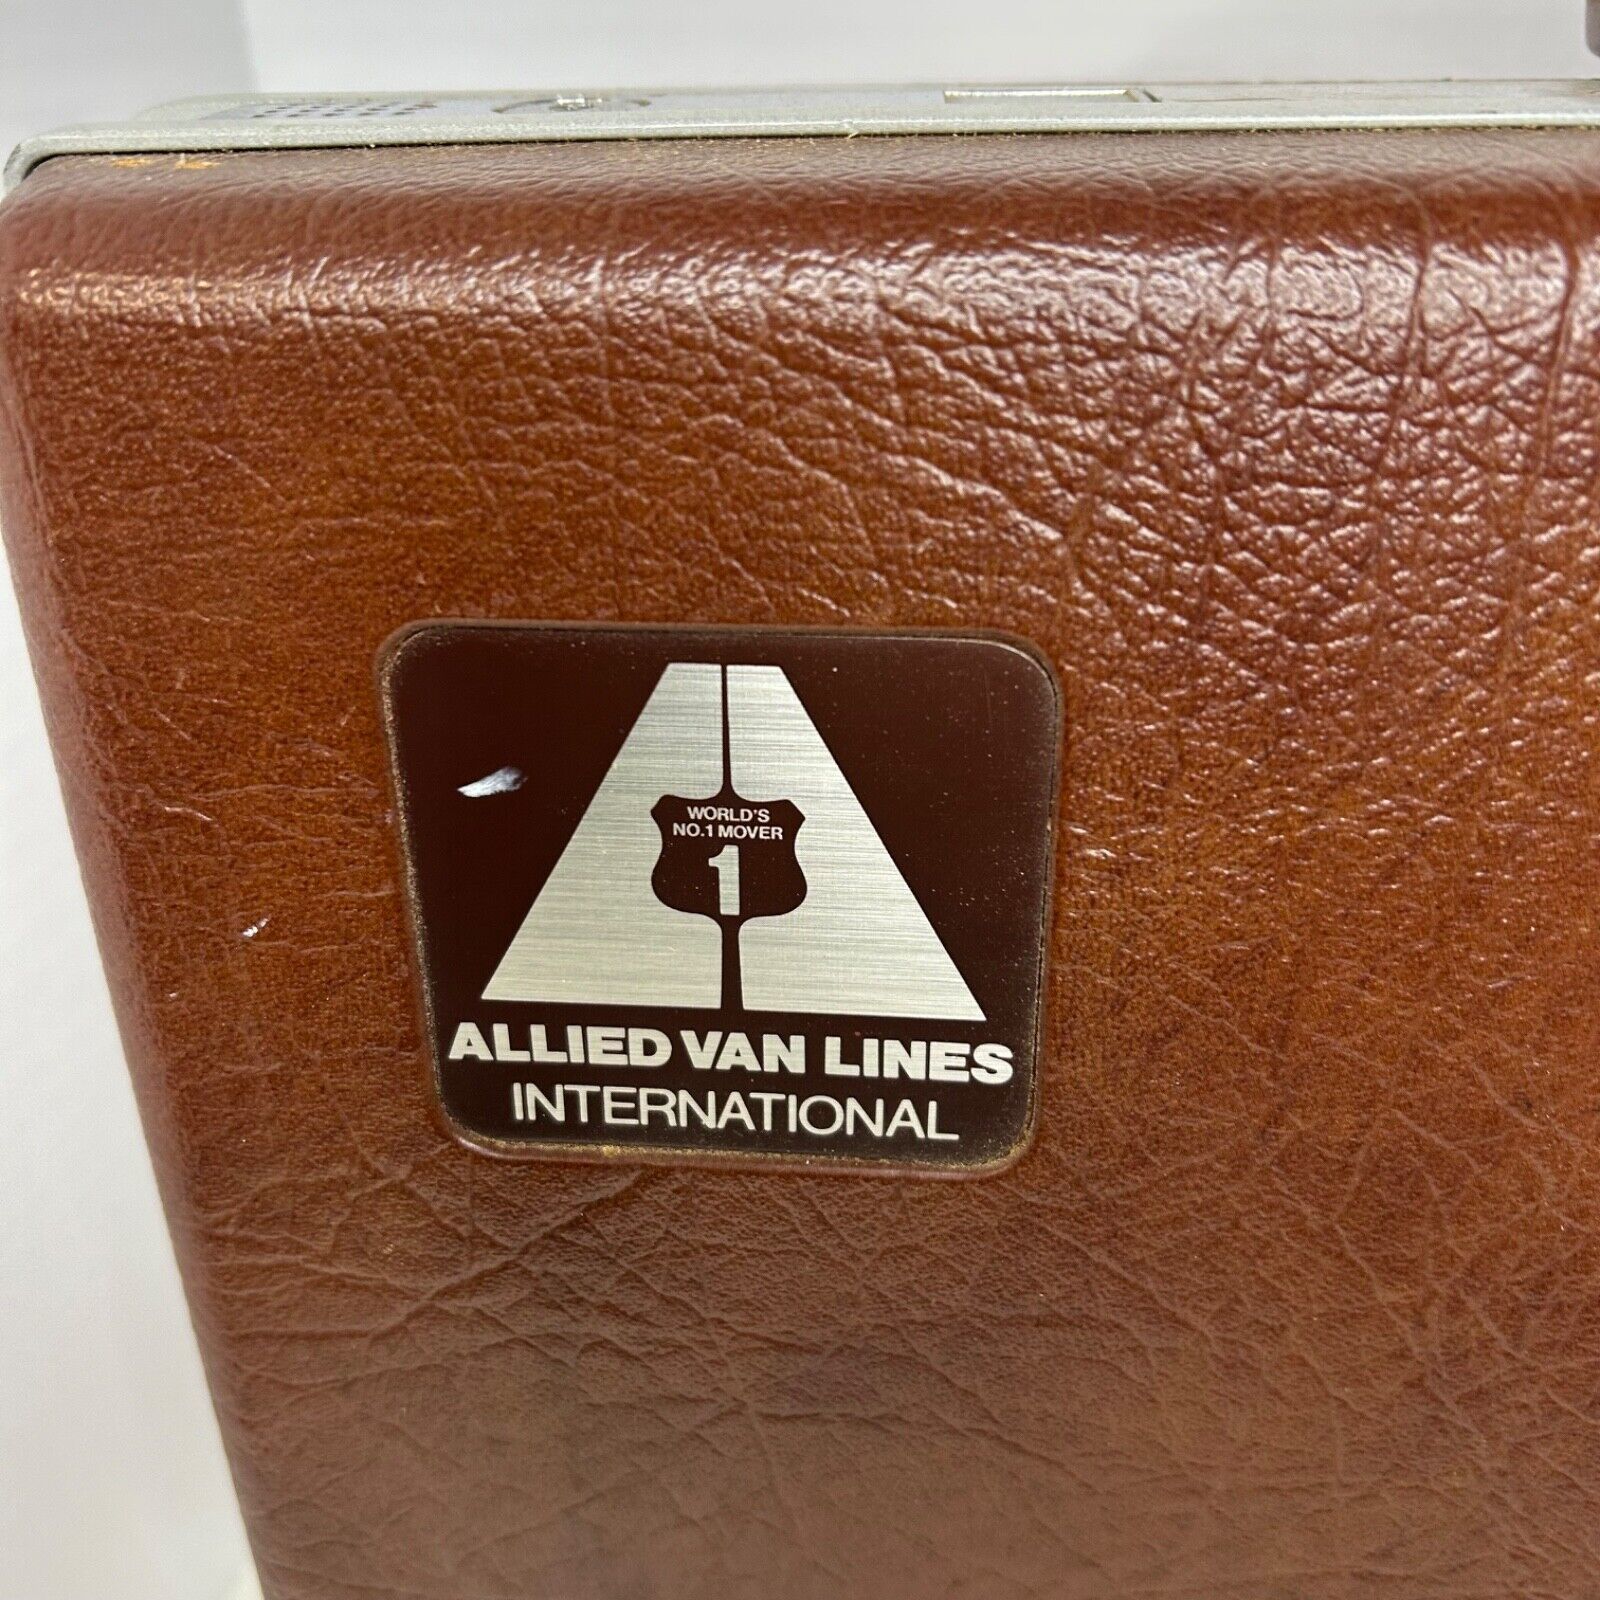 WORLD'S
NO.1 MOVER
1
ALLIED VAN LINES
INTERNATIONAL